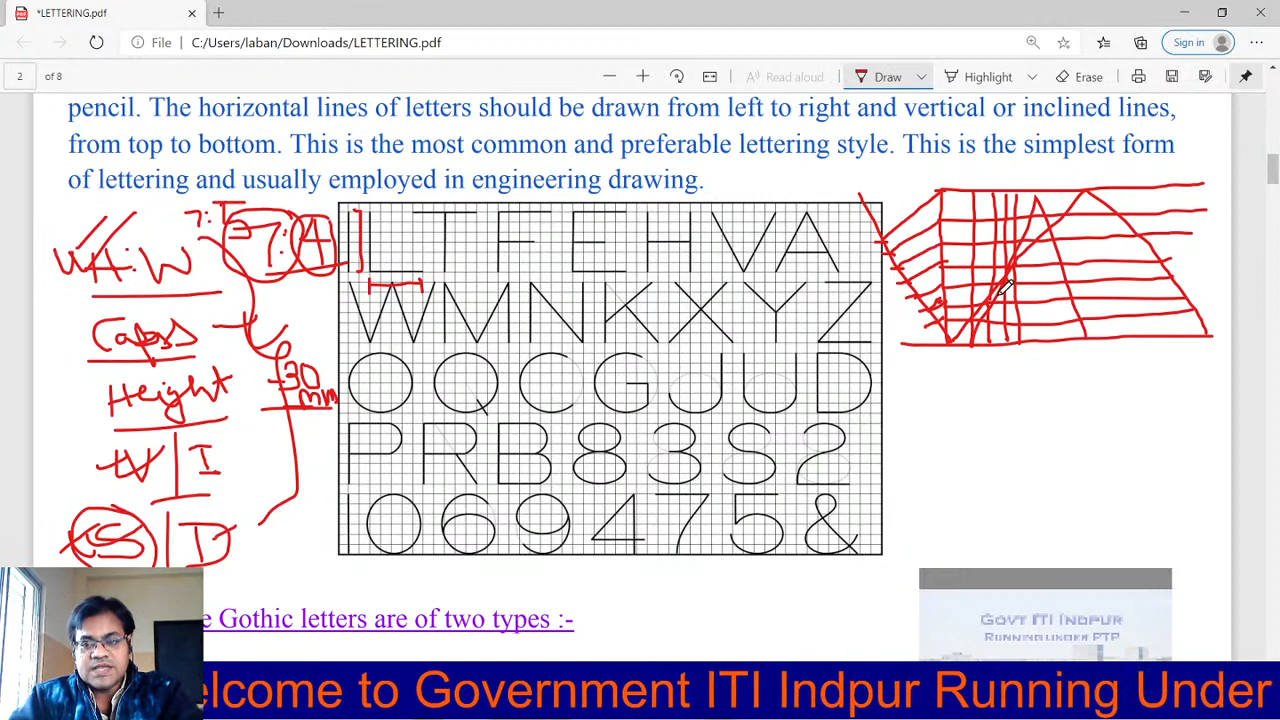 *LETTERING.pdf
File C:/Users/laban/Downloads/LETTERING.pdf Sign in
2 of 8 Read aloud Draw Highlight Erase
pencil. The horizontal lines of letters should be drawn from left to right and vertical or inclined lines,
from top to bottom. This is the most common and preferable lettering style. This is the simplest form
of lettering and usually employed in engineering drawing.
7:
7:4
H:W
Caps
Height
30
mm
I
D
I L T F E H V A
W M N K X Y Z
O Q C G J U D
P R B 8 3 S 2
1 0 6 9 4 7 5 &
e Gothic letters are of two types :-
GOVT ITI INDPUR
RUNNING UNDER PTP
elcome to Government ITI Indpur Running Under